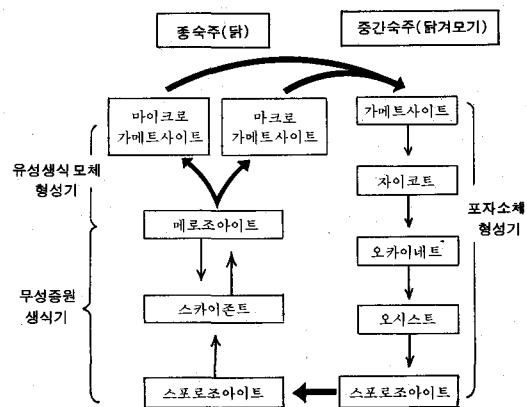 종숙주(닭)
중간숙주(닭겨모기)
마이크로
가메트사이트
마크로
가메트사이트
가메트사이트
유성생식 모체
형성기
자이코트
포자소체
형성기
메로조아이트
오카이네트
무성증원
생식기
스카이존트
오시스트
스포로조아이트
스포로조아이트